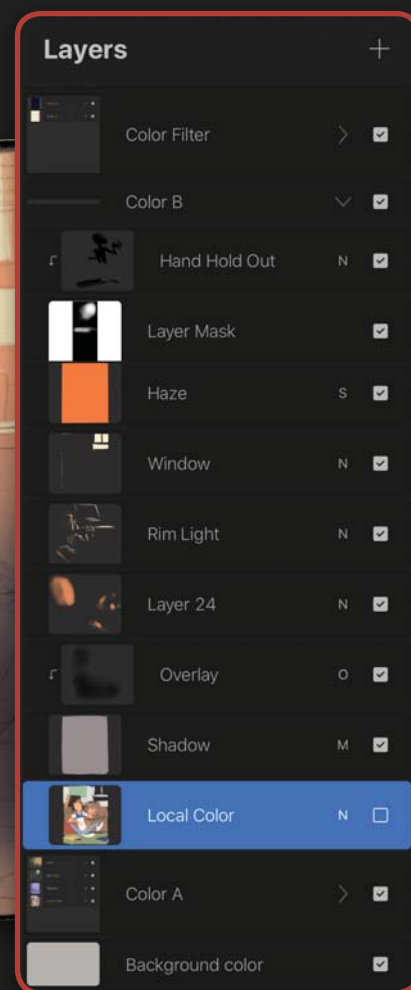 Layers
Color Filter
Color B
Hand Hold Out N
Layer Mask
Haze S
Window N
Rim Light N
Layer 24 N
Overlay O
Shadow M
Local Color N
Color A
Background color